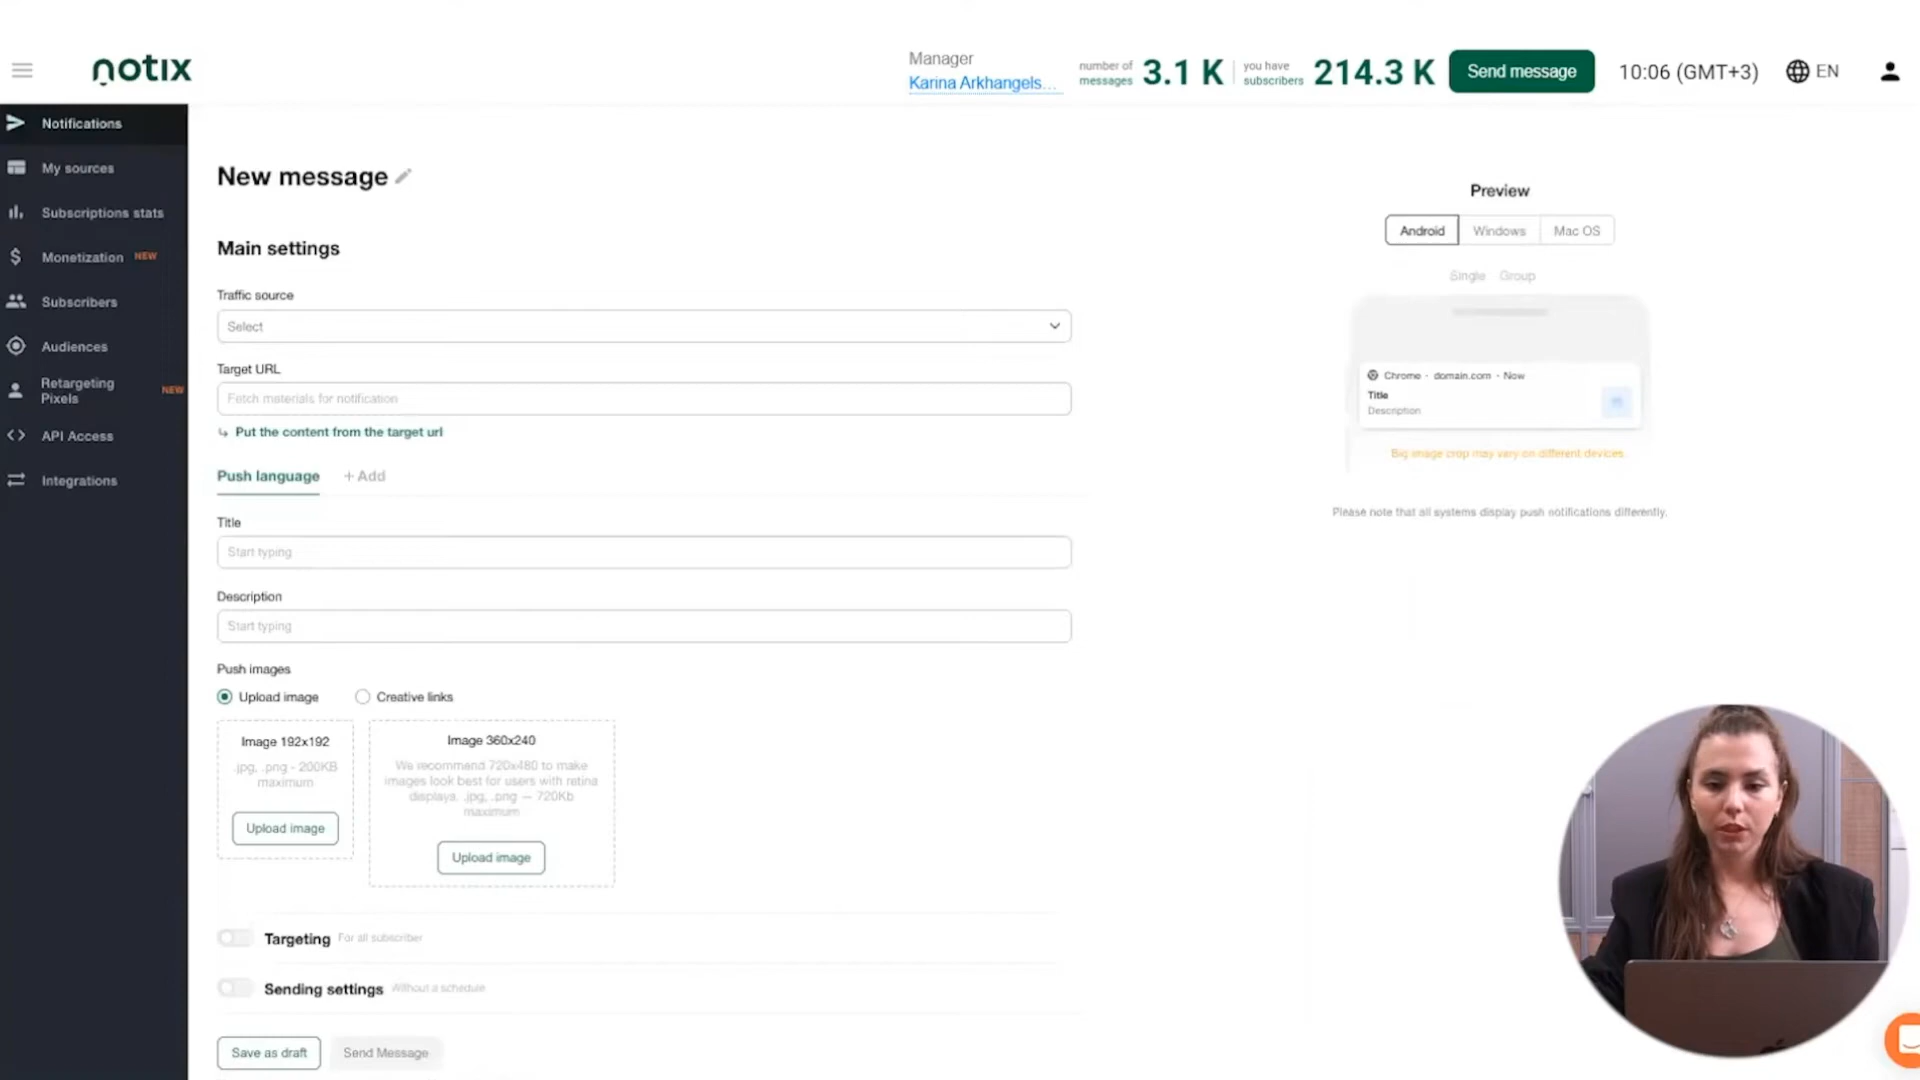 notix
Manager
Karina Arkhangels...
number of
messages
3.1 K
you have
subscribers
214.3 K
Send message
10:06 (GMT+3)
EN
Notifications
My sources
Subscriptions stats
Monetization NEW
Subscribers
Audiences
Retargeting
Pixels
NEW
API Access
Integrations
New message
Main settings
Traffic source
Select
Target URL
Fetch materials for notification
Put the content from the target url
Push language + Add
Title
Start typing
Description
Start typing
Push images
Upload image Creative links
Image 192x192
.jpg, .png - 200KB
maximum
Upload image
Image 360x240
We recommend 720x480 to make
images look best for users with retina
displays, .jpg, .png — 720Kb
maximum
Upload image
Targeting For all subscriber
Sending settings Without a schedule
Save as draft Send Message
Preview
Android Windows Mac OS
Single Group
Chrome - domain.com - Now
Title
Description
Big image crop may vary on different devices.
Please note that all systems display push notifications differently.